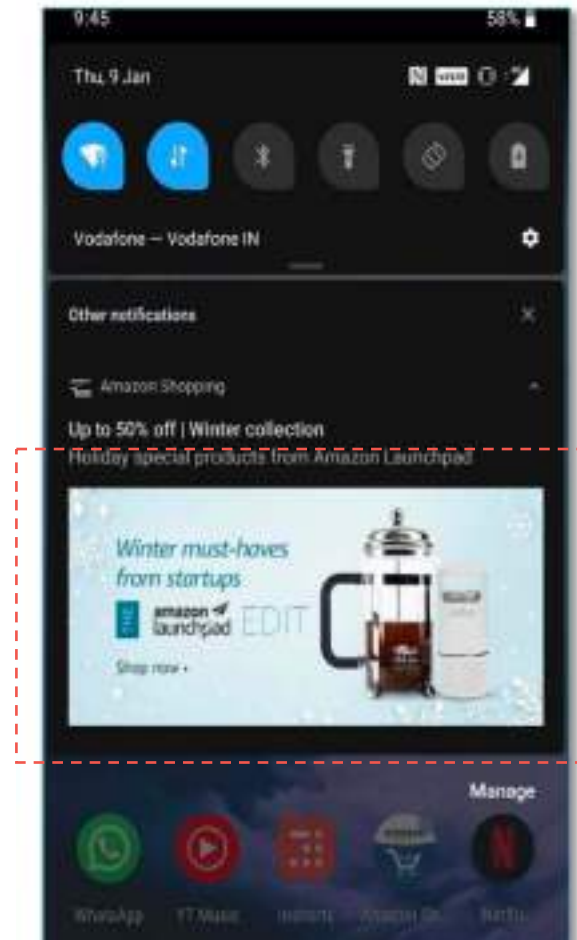 9:45 58%
Thu, 9 Jan
Vodafone — Vodafone IN
Other notifications
Amazon Shopping
Up to 50% off | Winter collection
Holiday special products from Amazon Launchpad
Winter must-haves
from startups
THE amazon launchpad EDIT
Shop now
Manage
WhatsApp YT Music Netfli...